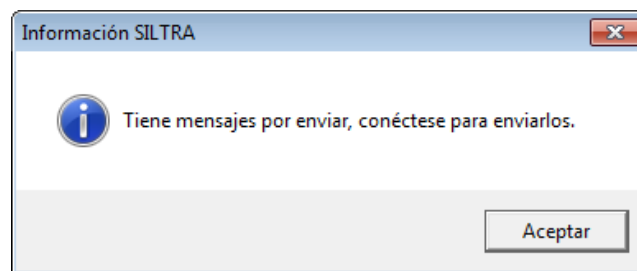 Información SILTRA
Tiene mensajes por enviar, conéctese para enviarlos.
Aceptar